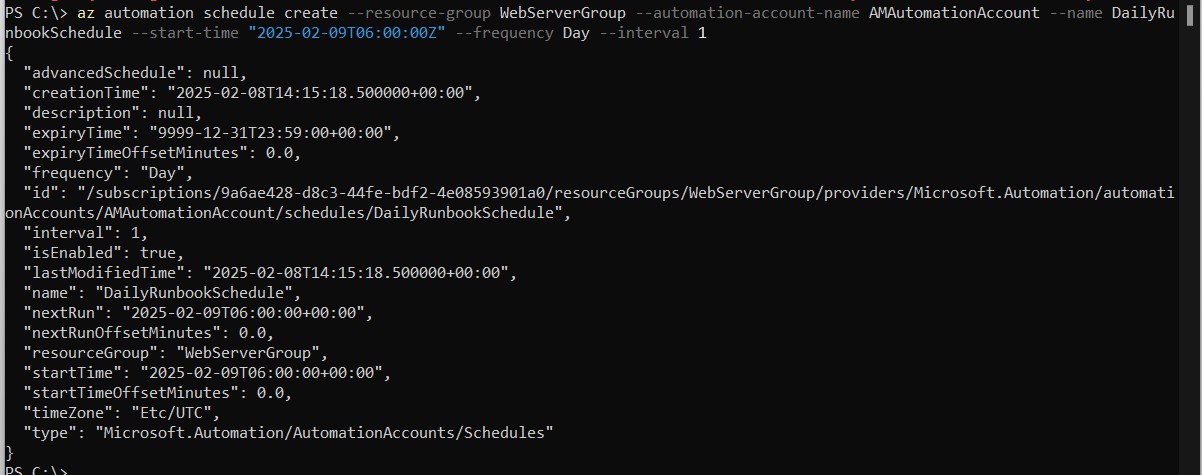 PS C:\> az automation schedule create --resource-group WebServerGroup --automation-account-name AMAutomationAccount --name DailyRu
nbookSchedule --start-time "2025-02-09T06:00:00Z" --frequency Day --interval 1
{
  "advancedSchedule": null,
  "creationTime": "2025-02-08T14:15:18.500000+00:00",
  "description": null,
  "expiryTime": "9999-12-31T23:59:00+00:00",
  "expiryTimeOffsetMinutes": 0.0,
  "frequency": "Day",
  "id": "/subscriptions/9a6ae428-d8c3-44fe-bdf2-4e08593901a0/resourceGroups/WebServerGroup/providers/Microsoft.Automation/automati
onAccounts/AMAutomationAccount/schedules/DailyRunbookSchedule",
  "interval": 1,
  "isEnabled": true,
  "lastModifiedTime": "2025-02-08T14:15:18.500000+00:00",
  "name": "DailyRunbookSchedule",
  "nextRun": "2025-02-09T06:00:00+00:00",
  "nextRunOffsetMinutes": 0.0,
  "resourceGroup": "WebServerGroup",
  "startTime": "2025-02-09T06:00:00+00:00",
  "startTimeOffsetMinutes": 0.0,
  "timeZone": "Etc/UTC",
  "type": "Microsoft.Automation/AutomationAccounts/Schedules"
}
PS C:\>